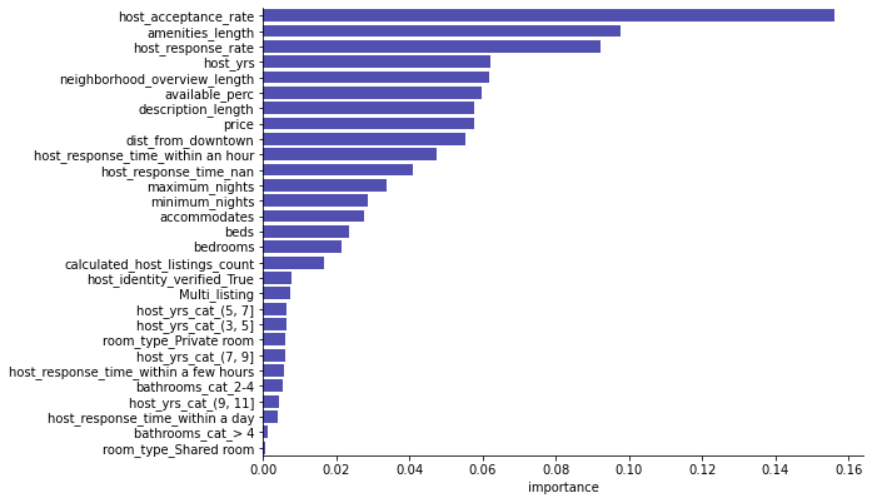 host_acceptance_rate
amenities_length
host_response_rate
host_yrs
neighborhood_overview_length
available_perc
description_length
price
dist_from_downtown
host_response_time_within an hour
host_response_time_nan
maximum_nights
minimum_nights
accommodates
beds
bedrooms
calculated_host_listings_count
host_identity_verified_True
Multi_listing
host_yrs_cat_(5, 7]
host_yrs_cat_(3, 5]
room_type_Private room
host_yrs_cat_(7, 9]
host_response_time_within a few hours
bathrooms_cat_2-4
host_yrs_cat_(9, 11]
host_response_time_within a day
bathrooms_cat_> 4
room_type_Shared room
0.00 0.02 0.04 0.06 0.08 0.10 0.12 0.14 0.16
importance